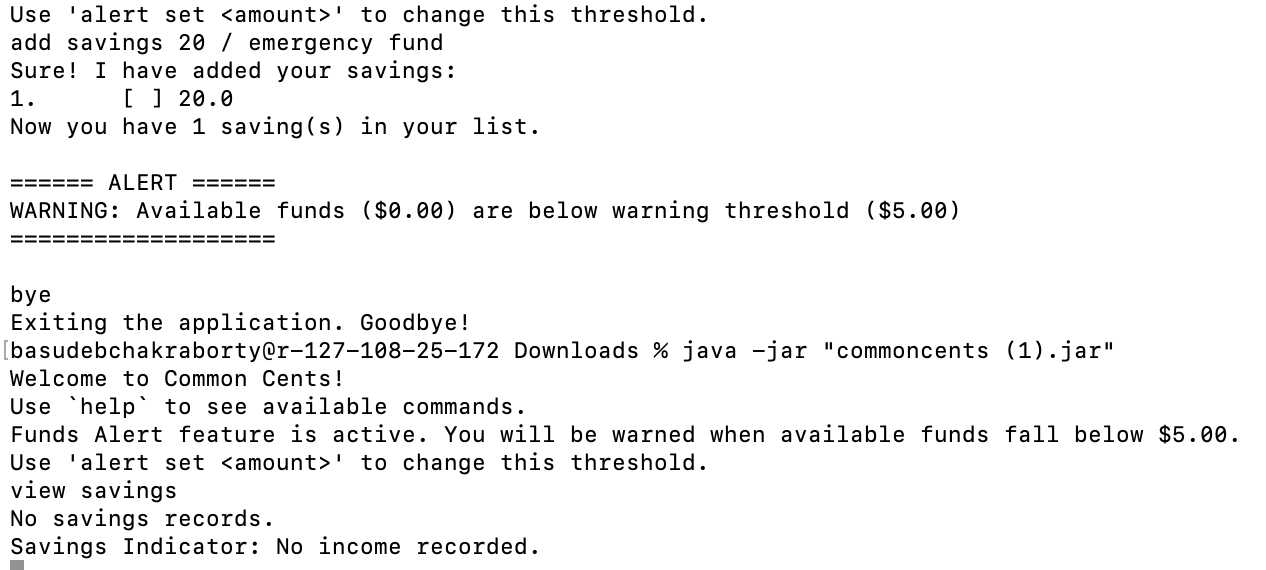 Use 'alert set <amount>' to change this threshold.
add savings 20 / emergency fund
Sure! I have added your savings:
1.      [ ] 20.0
Now you have 1 saving(s) in your list.
====== ALERT ======
WARNING: Available funds ($0.00) are below warning threshold ($5.00)
===================
bye
Exiting the application. Goodbye!
[basudebchakraborty@r-127-108-25-172 Downloads % java -jar "commoncents (1).jar"
Welcome to Common Cents!
Use `help` to see available commands.
Funds Alert feature is active. You will be warned when available funds fall below $5.00.
Use 'alert set <amount>' to change this threshold.
view savings
No savings records.
Savings Indicator: No income recorded.